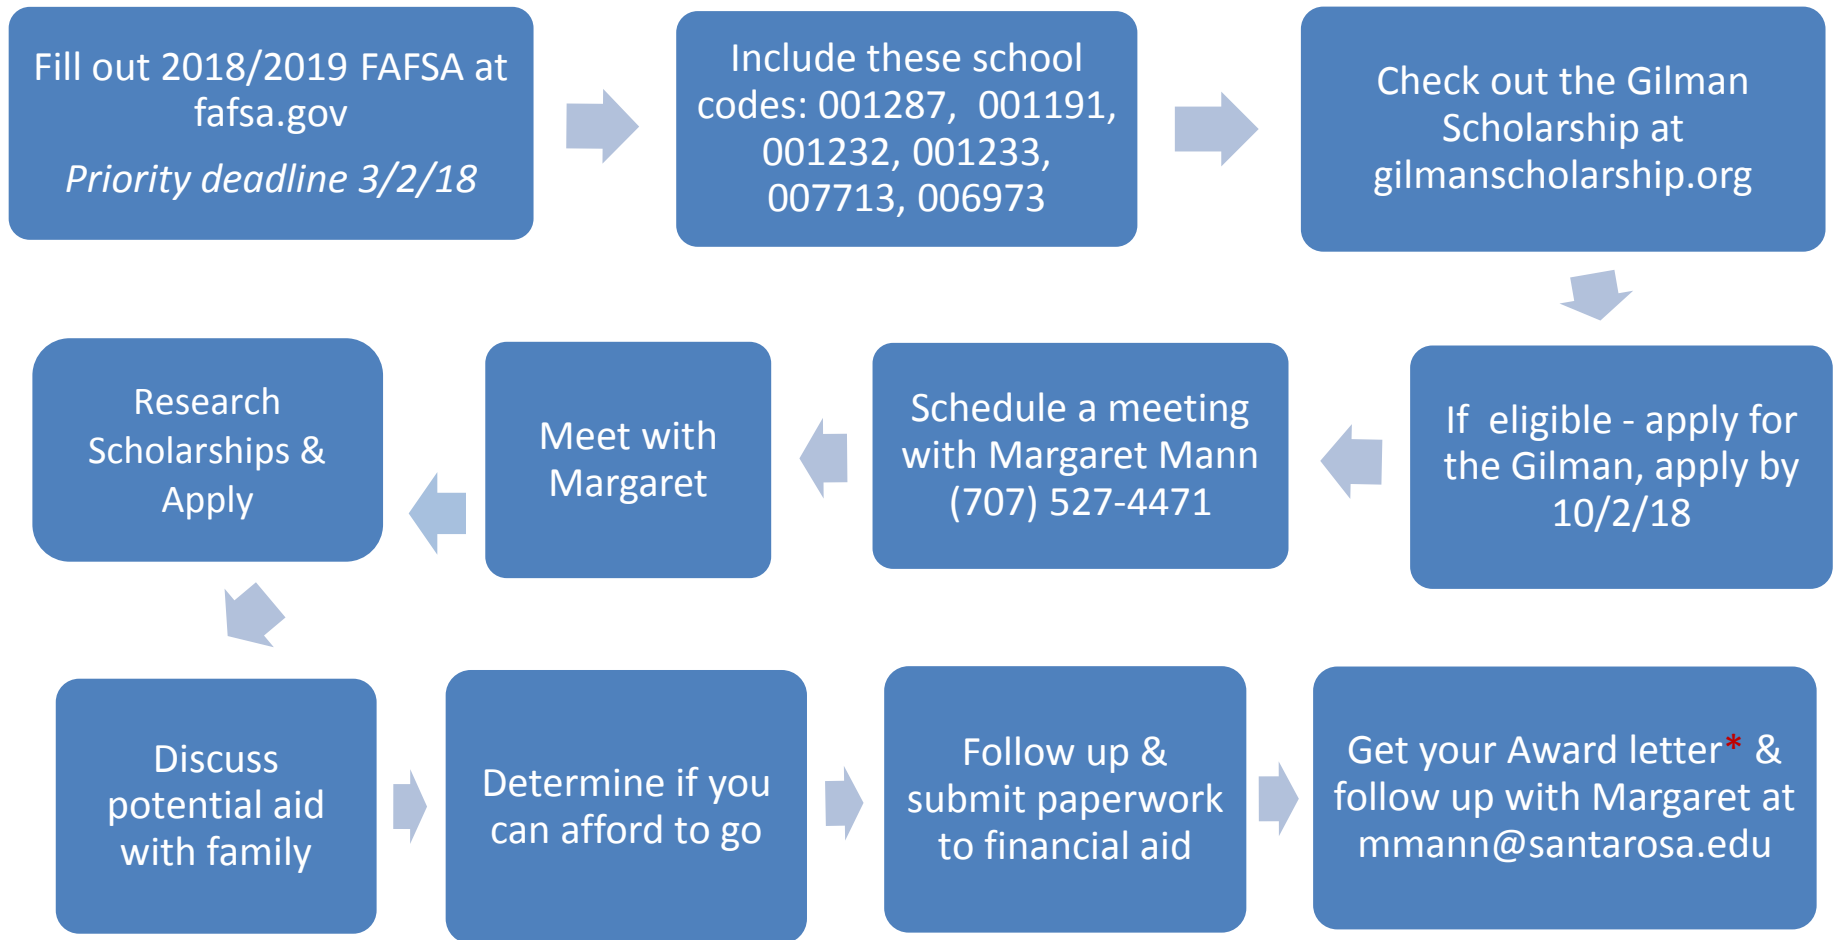 Fill out 2018/2019 FAFSA at
fafsa.gov
Priority deadline 3/2/18
Include these school
codes: 001287, 001191,
001232, 001233,
007713, 006973
Check out the Gilman
Scholarship at
gilmanscholarship.org
If eligible - apply for
the Gilman, apply by
10/2/18
Schedule a meeting
with Margaret Mann
(707) 527-4471
Meet with
Margaret
Research
Scholarships &
Apply
Discuss
potential aid
with family
Determine if you
can afford to go
Follow up &
submit paperwork
to financial aid
Get your Award letter* &
follow up with Margaret at
mmann@santarosa.edu